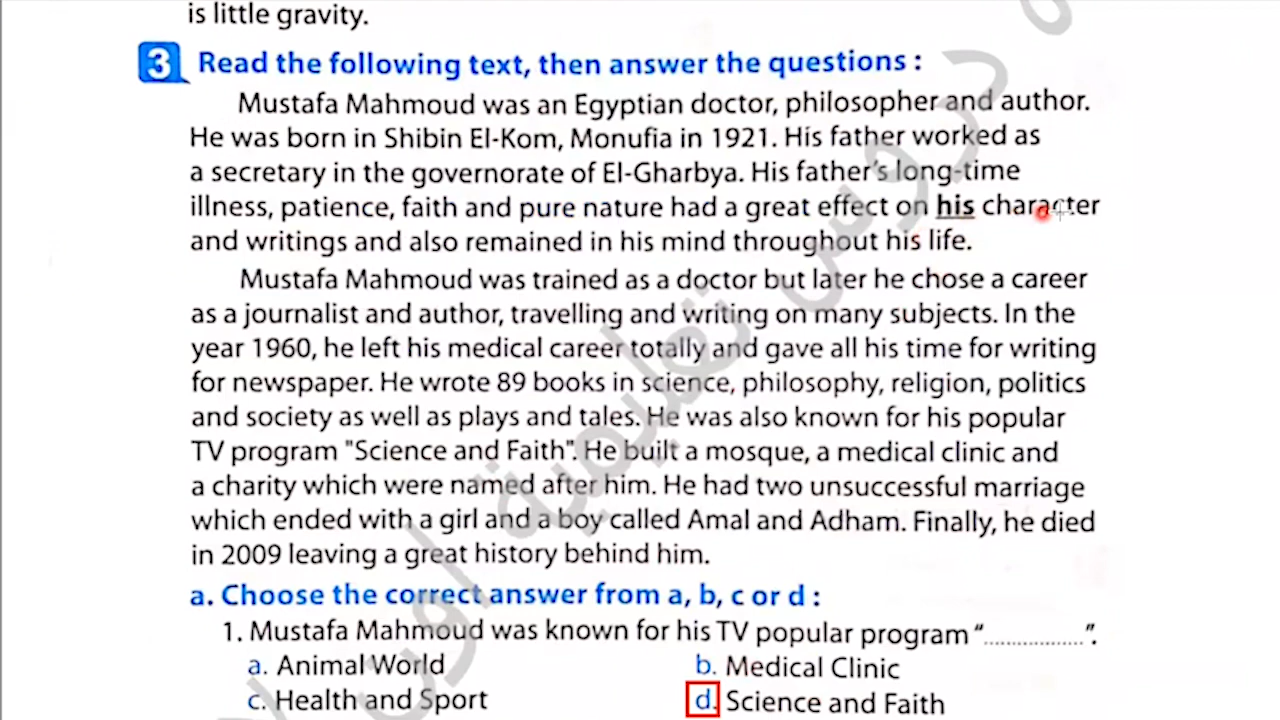 is little gravity.
3 Read the following text, then answer the questions :
Mustafa Mahmoud was an Egyptian doctor, philosopher and author.
He was born in Shibin El-Kom, Monufia in 1921. His father worked as
a secretary in the governorate of El-Gharbya. His father's long-time
illness, patience, faith and pure nature had a great effect on his character
and writings and also remained in his mind throughout his life.
Mustafa Mahmoud was trained as a doctor but later he chose a career
as a journalist and author, travelling and writing on many subjects. In the
year 1960, he left his medical career totally and gave all his time for writing
for newspaper. He wrote 89 books in science, philosophy, religion, politics
and society as well as plays and tales. He was also known for his popular
TV program "Science and Faith". He built a mosque, a medical clinic and
a charity which were named after him. He had two unsuccessful marriage
which ended with a girl and a boy called Amal and Adham. Finally, he died
in 2009 leaving a great history behind him.
a. Choose the correct answer from a, b, c or d :
1. Mustafa Mahmoud was known for his TV popular program “.................”.
a. Animal World b. Medical Clinic
c. Health and Sport d. Science and Faith
دروس تعليمية اون